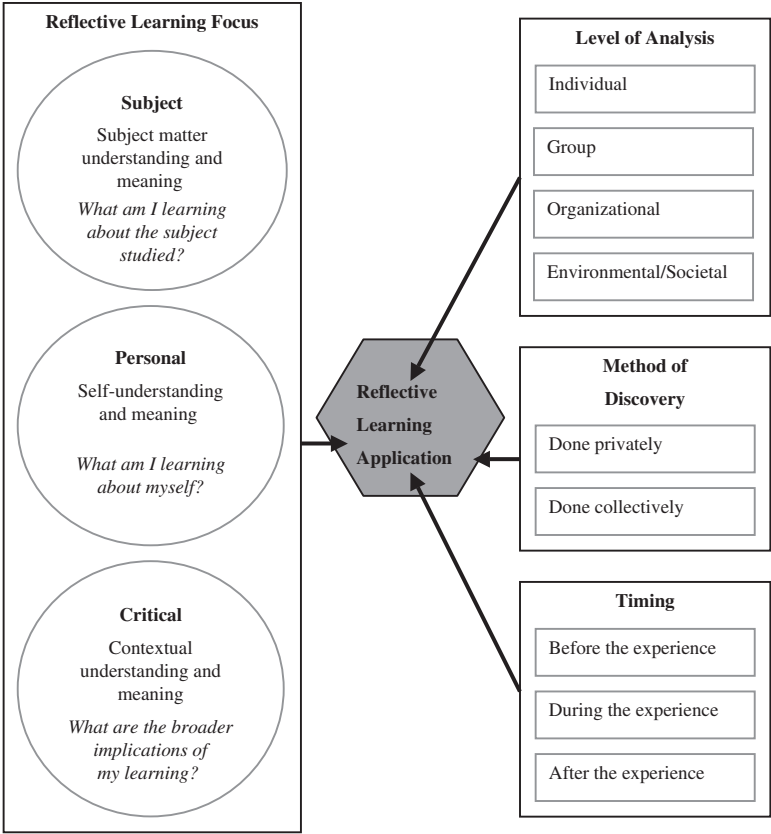 Reflective Learning Focus
Subject
Subject matter
understanding and
meaning
What am I learning
about the subject
studied?
Personal
Self-understanding
and meaning
What am I learning
about myself?
Critical
Contextual
understanding and
meaning
What are the broader
implications of
my learning?
Reflective
Learning
Application
Level of Analysis
Individual
Group
Organizational
Environmental/Societal
Method of
Discovery
Done privately
Done collectively
Timing
Before the experience
During the experience
After the experience